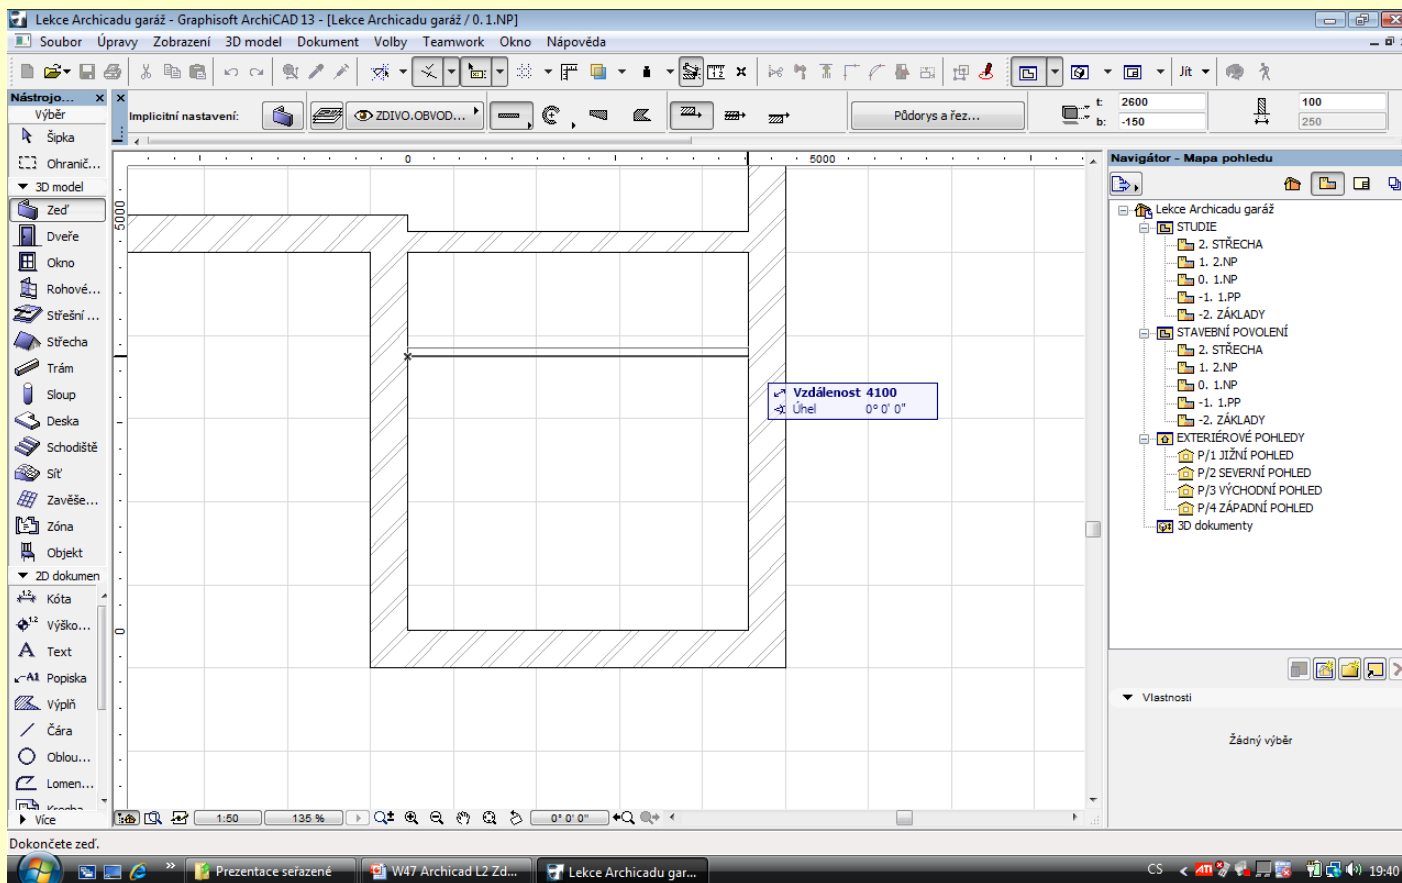 Lekce Archicadu garáž - Graphisoft ArchiCAD 13 - [Lekce Archicadu garáž / 0. 1.NP]
Soubor Úpravy Zobrazení 3D model Dokument Volby Teamwork Okno Nápověda
Jít
Nástrojo...
Výběr
Šipka
Ohranič...
3D model
Zeď
Dveře
Okno
Rohové...
Střešní ...
Střecha
Trám
Sloup
Deska
Schodiště
Síť
Zavěše...
Zóna
Objekt
2D dokumen
Kóta
Výško...
Text
Popiska
Výplň
Čára
Oblou...
Lomen...
Více
Implicitní nastavení:
ZDIVO.OBVOD...
Půdorys a řez...
t: 2600
b: -150
100
250
0
5000
5000
0
Vzdálenost 4100
Úhel 0° 0' 0"
1:50
135 %
0° 0' 0"
Navigátor - Mapa pohledu
Lekce Archicadu garáž
STUDIE
2. STŘECHA
1. 2.NP
0. 1.NP
-1. 1.PP
-2. ZÁKLADY
STAVEBNÍ POVOLENÍ
2. STŘECHA
1. 2.NP
0. 1.NP
-1. 1.PP
-2. ZÁKLADY
EXTERIÉROVÉ POHLEDY
P/1 JIŽNÍ POHLED
P/2 SEVERNÍ POHLED
P/3 VÝCHODNÍ POHLED
P/4 ZÁPADNÍ POHLED
3D dokumenty
Vlastnosti
Žádný výběr
Dokončete zeď.
Prezentace seřazené
W47 Archicad L2 Zd...
Lekce Archicadu gar...
CS
19:40